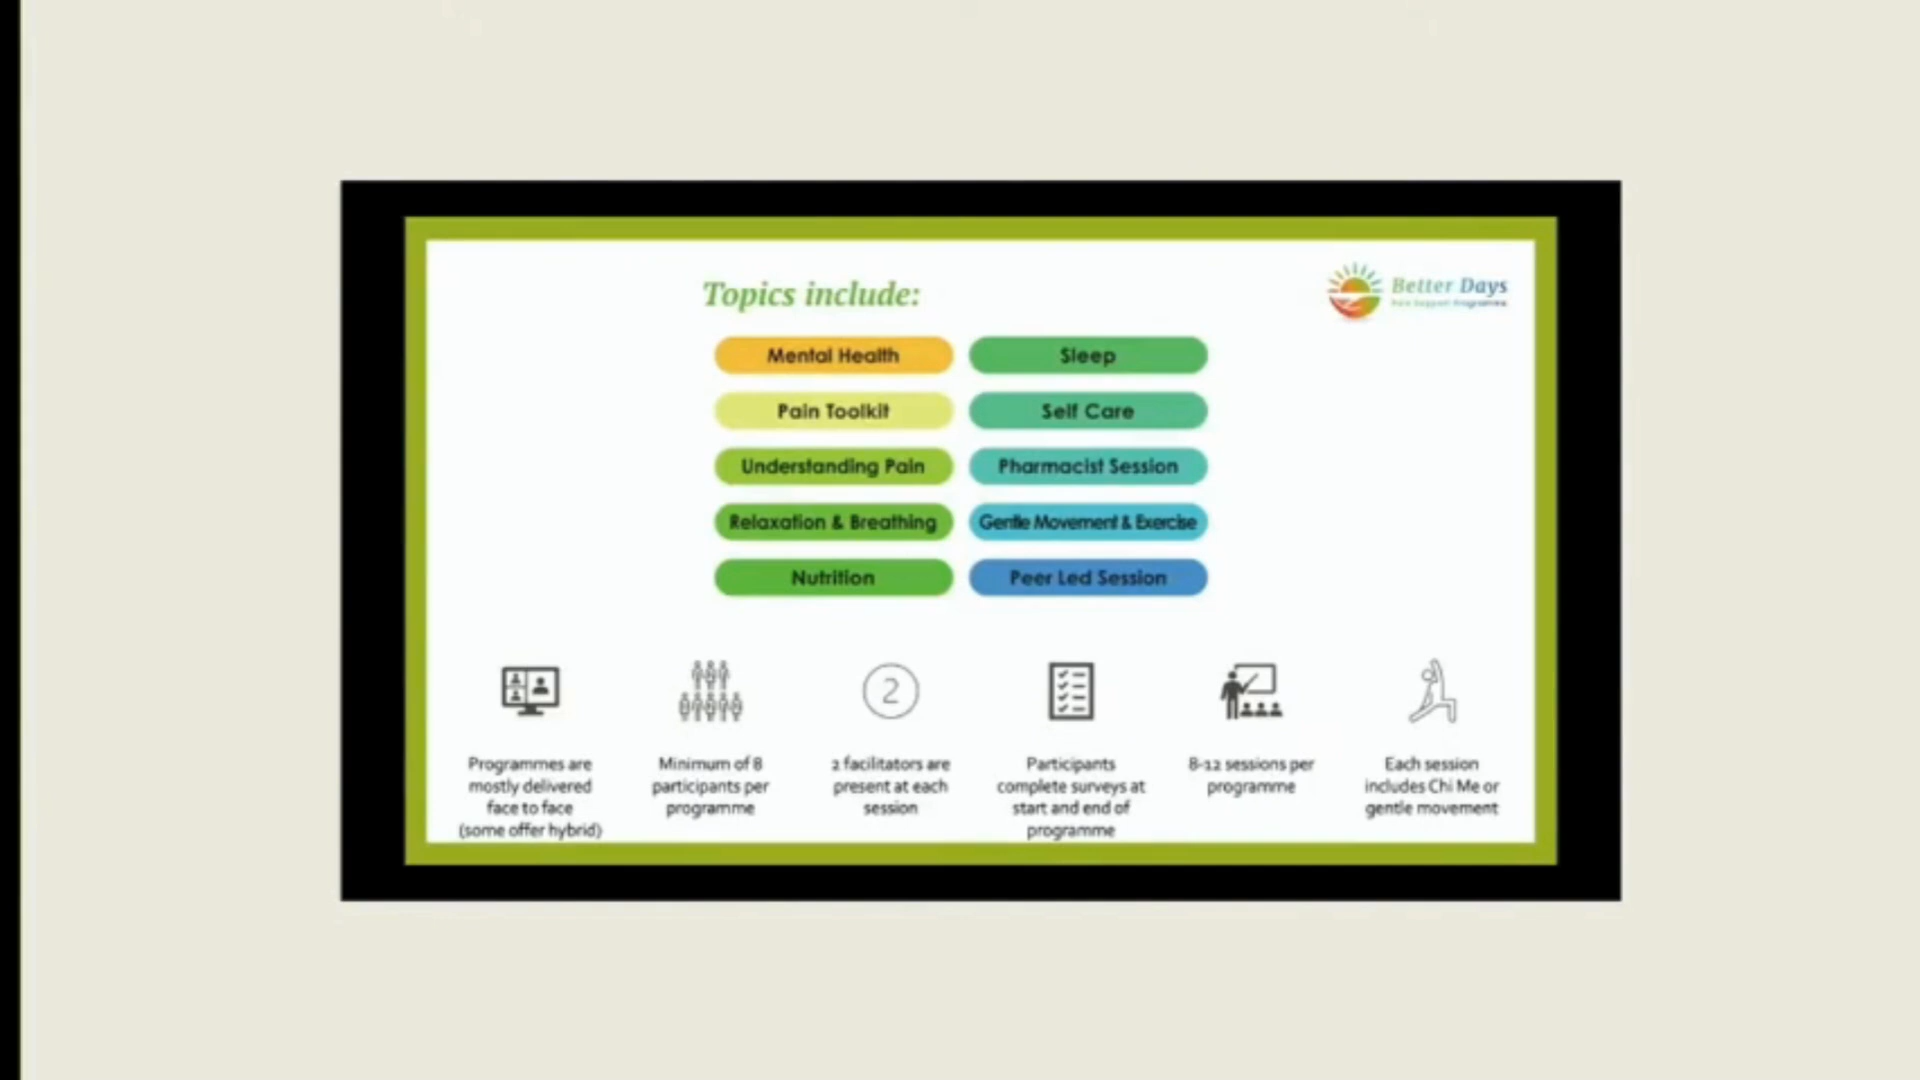 Topics include:
Better Days
Pain Support Programme
Mental Health
Sleep
Pain Toolkit
Self Care
Understanding Pain
Pharmacist Session
Relaxation & Breathing
Gentle Movement & Exercise
Nutrition
Peer Led Session
2
Programmes are
mostly delivered
face to face
(some offer hybrid)
Minimum of 8
participants per
programme
2 facilitators are
present at each
session
Participants
complete surveys at
start and end of
programme
8-12 sessions per
programme
Each session
includes Chi Me or
gentle movement